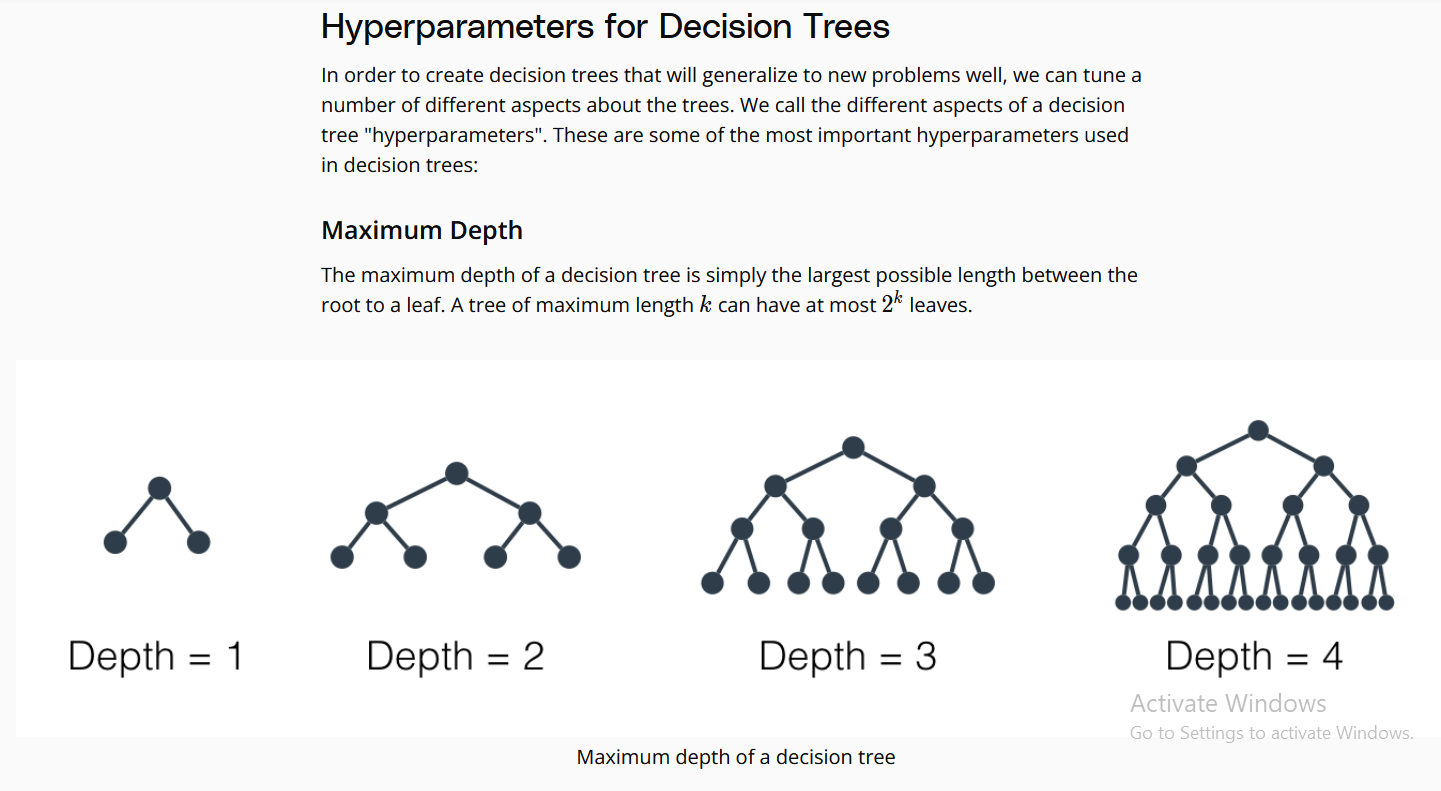 Hyperparameters for Decision Trees
In order to create decision trees that will generalize to new problems well, we can tune a
number of different aspects about the trees. We call the different aspects of a decision
tree "hyperparameters". These are some of the most important hyperparameters used
in decision trees:
Maximum Depth
The maximum depth of a decision tree is simply the largest possible length between the
root to a leaf. A tree of maximum length k can have at most 2^k leaves.
Depth = 1
Depth = 2
Depth = 3
Depth = 4
Activate Windows
Go to Settings to activate Windows.
Maximum depth of a decision tree